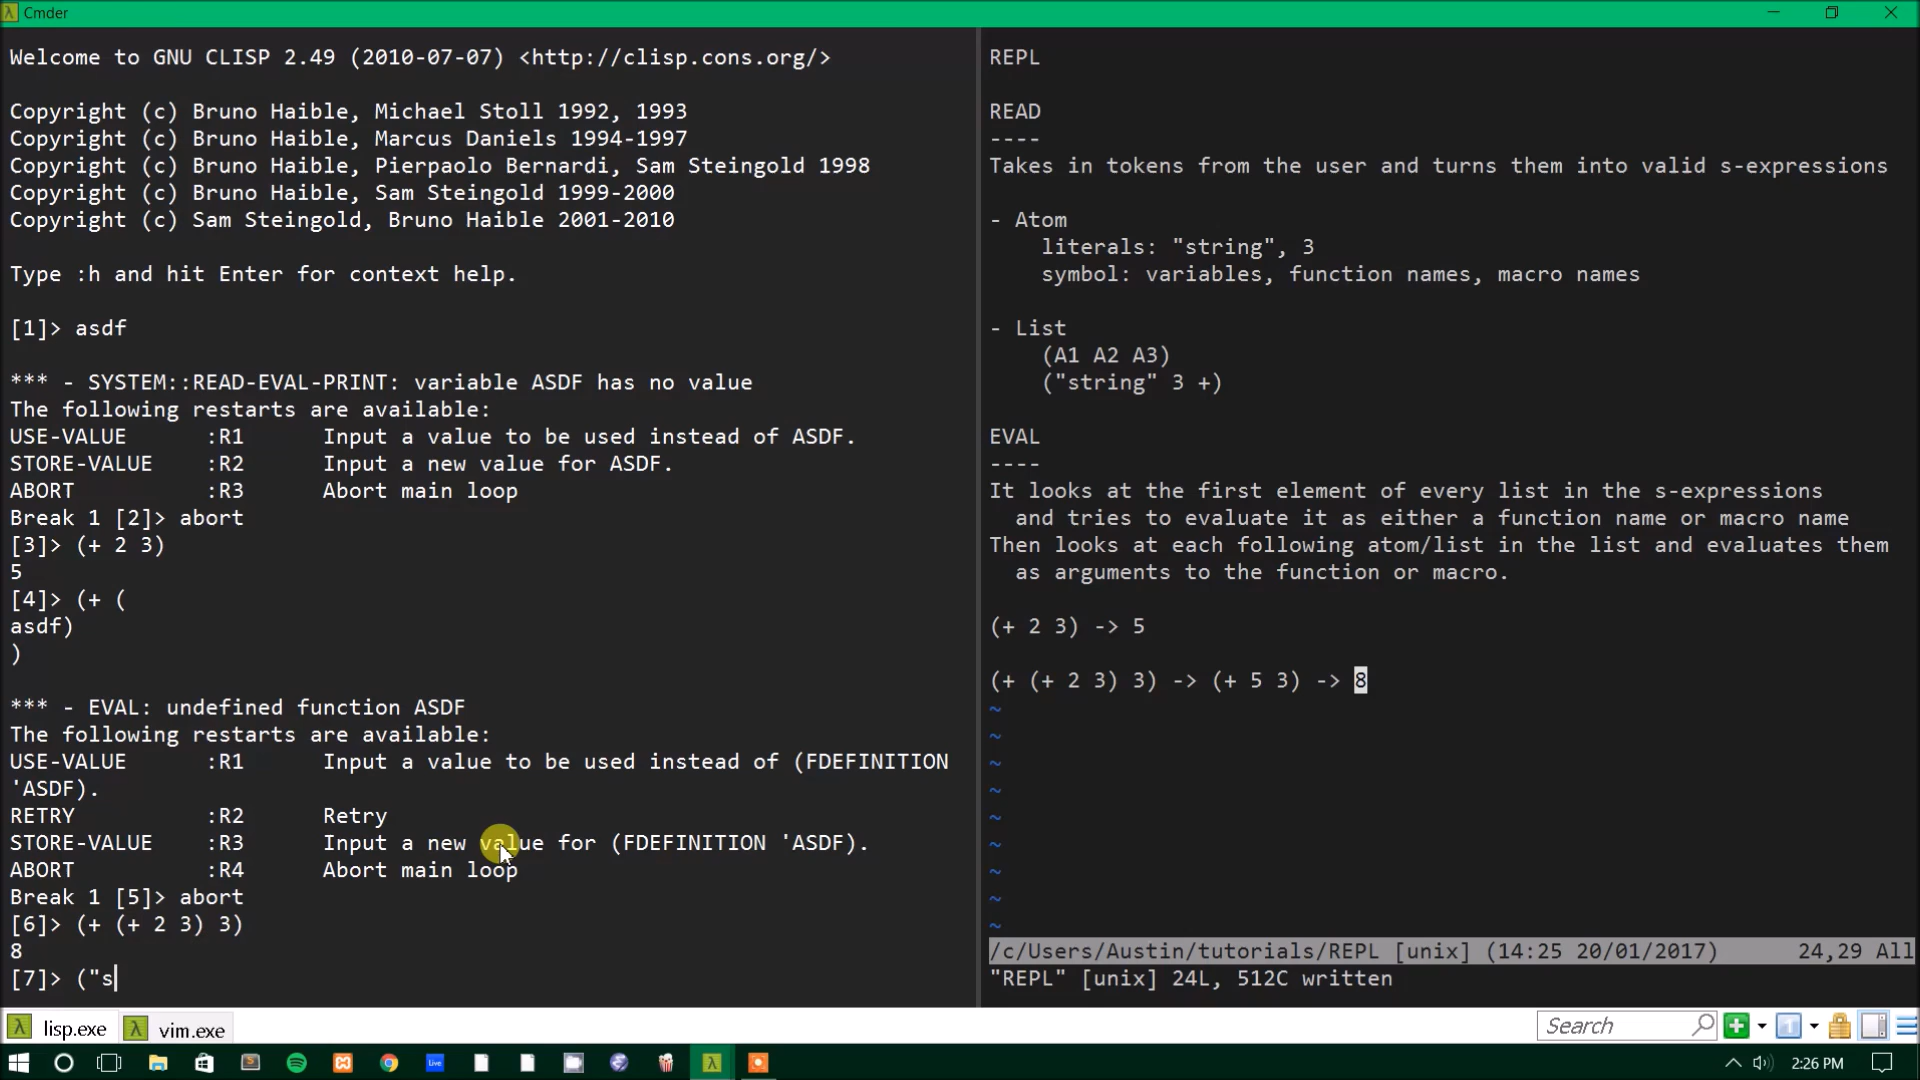 Cmder
Welcome to GNU CLISP 2.49 (2010-07-07) <http://clisp.cons.org/>
Copyright (c) Bruno Haible, Michael Stoll 1992, 1993
Copyright (c) Bruno Haible, Marcus Daniels 1994-1997
Copyright (c) Bruno Haible, Pierpaolo Bernardi, Sam Steingold 1998
Copyright (c) Bruno Haible, Sam Steingold 1999-2000
Copyright (c) Sam Steingold, Bruno Haible 2001-2010
Type :h and hit Enter for context help.
[1]> asdf
*** - SYSTEM::READ-EVAL-PRINT: variable ASDF has no value
The following restarts are available:
USE-VALUE :R1 Input a value to be used instead of ASDF.
STORE-VALUE :R2 Input a new value for ASDF.
ABORT :R3 Abort main loop
Break 1 [2]> abort
[3]> (+ 2 3)
5
[4]> (+ (
asdf)
)
*** - EVAL: undefined function ASDF
The following restarts are available:
USE-VALUE :R1 Input a value to be used instead of (FDEFINITION
'ASDF).
RETRY :R2 Retry
STORE-VALUE :R3 Input a new value for (FDEFINITION 'ASDF).
ABORT :R4 Abort main loop
Break 1 [5]> abort
[6]> (+ (+ 2 3) 3)
8
[7]> ("s
REPL
READ
----
Takes in tokens from the user and turns them into valid s-expressions
- Atom
literals: "string", 3
symbol: variables, function names, macro names
- List
(A1 A2 A3)
("string" 3 +)
EVAL
----
It looks at the first element of every list in the s-expressions
and tries to evaluate it as either a function name or macro name
Then looks at each following atom/list in the list and evaluates them
as arguments to the function or macro.
(+ 2 3) -> 5
(+ (+ 2 3) 3) -> (+ 5 3) -> 8
~
~
~
~
~
~
~
~
~
/c/Users/Austin/tutorials/REPL [unix] (14:25 20/01/2017) 24,29 All
"REPL" [unix] 24L, 512C written
λ lisp.exe λ vim.exe Search 1
Live λ 2:26 PM